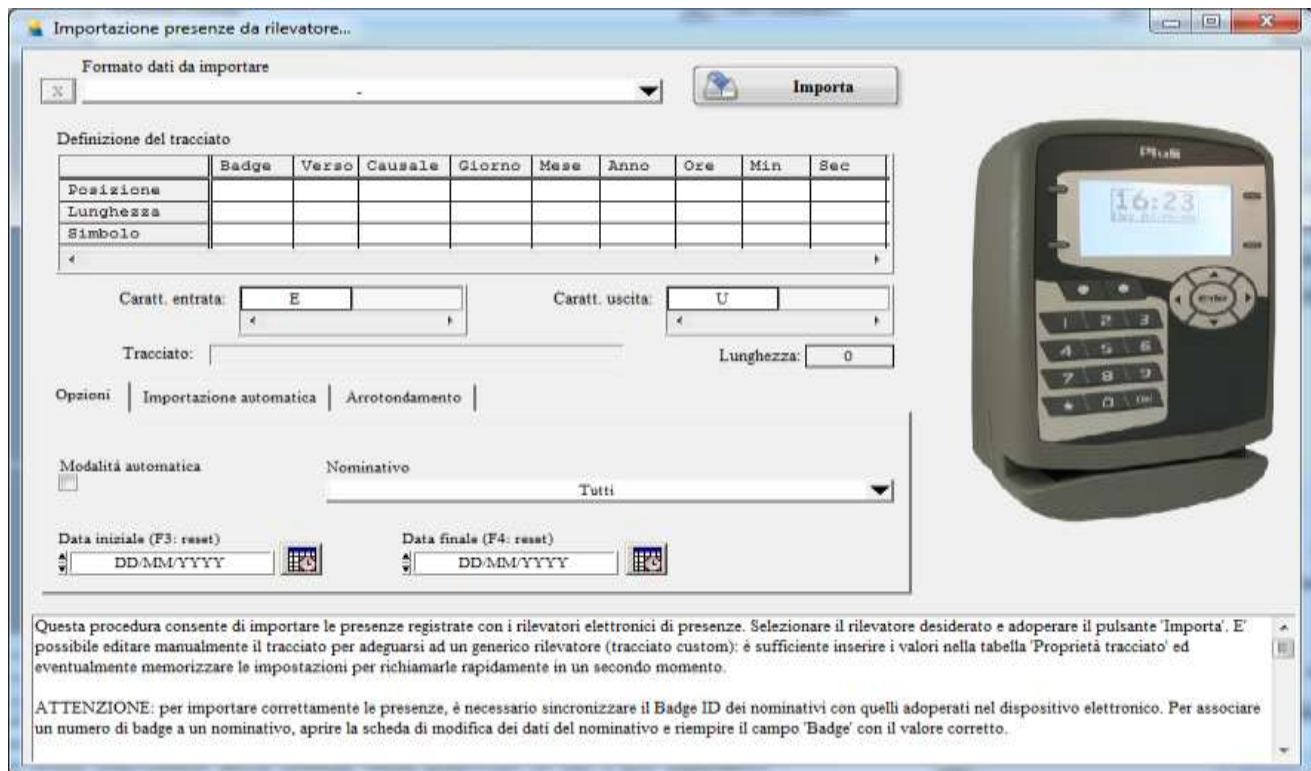 Importazione presenze da rilevatore...
Formato dati da importare
X
-
Importa
Definizione del tracciato
Badge Verso Causale Giorno Mese Anno Ore Min Sec
Posizione
Lunghezza
Simbolo
Caratt. entrata: E
Caratt. uscita: U
Tracciato:
Lunghezza: 0
Opzioni Importazione automatica Arrotondamento
Modalitá automatica
Nominativo
Tutti
Data iniziale (F3: reset)
Data finale (F4: reset)
DD/MM/YYYY
DD/MM/YYYY
16:23
enter
1 2 3
4 5 6
7 8 9
* 0 Del
Questa procedura consente di importare le presenze registrate con i rilevatori elettronici di presenze. Selezionare il rilevatore desiderato e adoperare il pulsante 'Importa'. E'
possibile editare manualmente il tracciato per adeguarsi ad un generico rilevatore (tracciato custom): é sufficiente inserire i valori nella tabella 'Proprietá tracciato' ed
eventualmente memorizzare le impostazioni per richiamarle rapidamente in un secondo momento.
ATTENZIONE: per importare correttamente le presenze, é necessario sincronizzare il Badge ID dei nominativi con quelli adoperati nel dispositivo elettronico. Per associare
un numero di badge a un nominativo, aprire la scheda di modifica dei dati del nominativo e riempire il campo 'Badge' con il valore corretto.